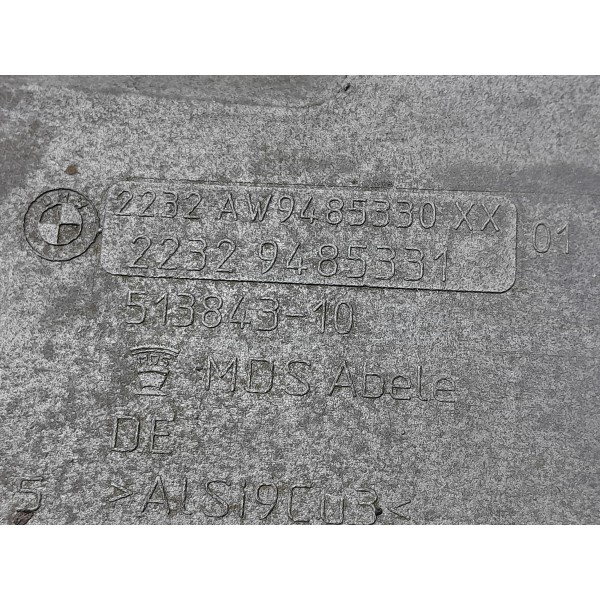 2232 AW9485330 XX
2232 9485331
01
513843-10
MDS Abele
DE
5 >AlSi9Cu3<